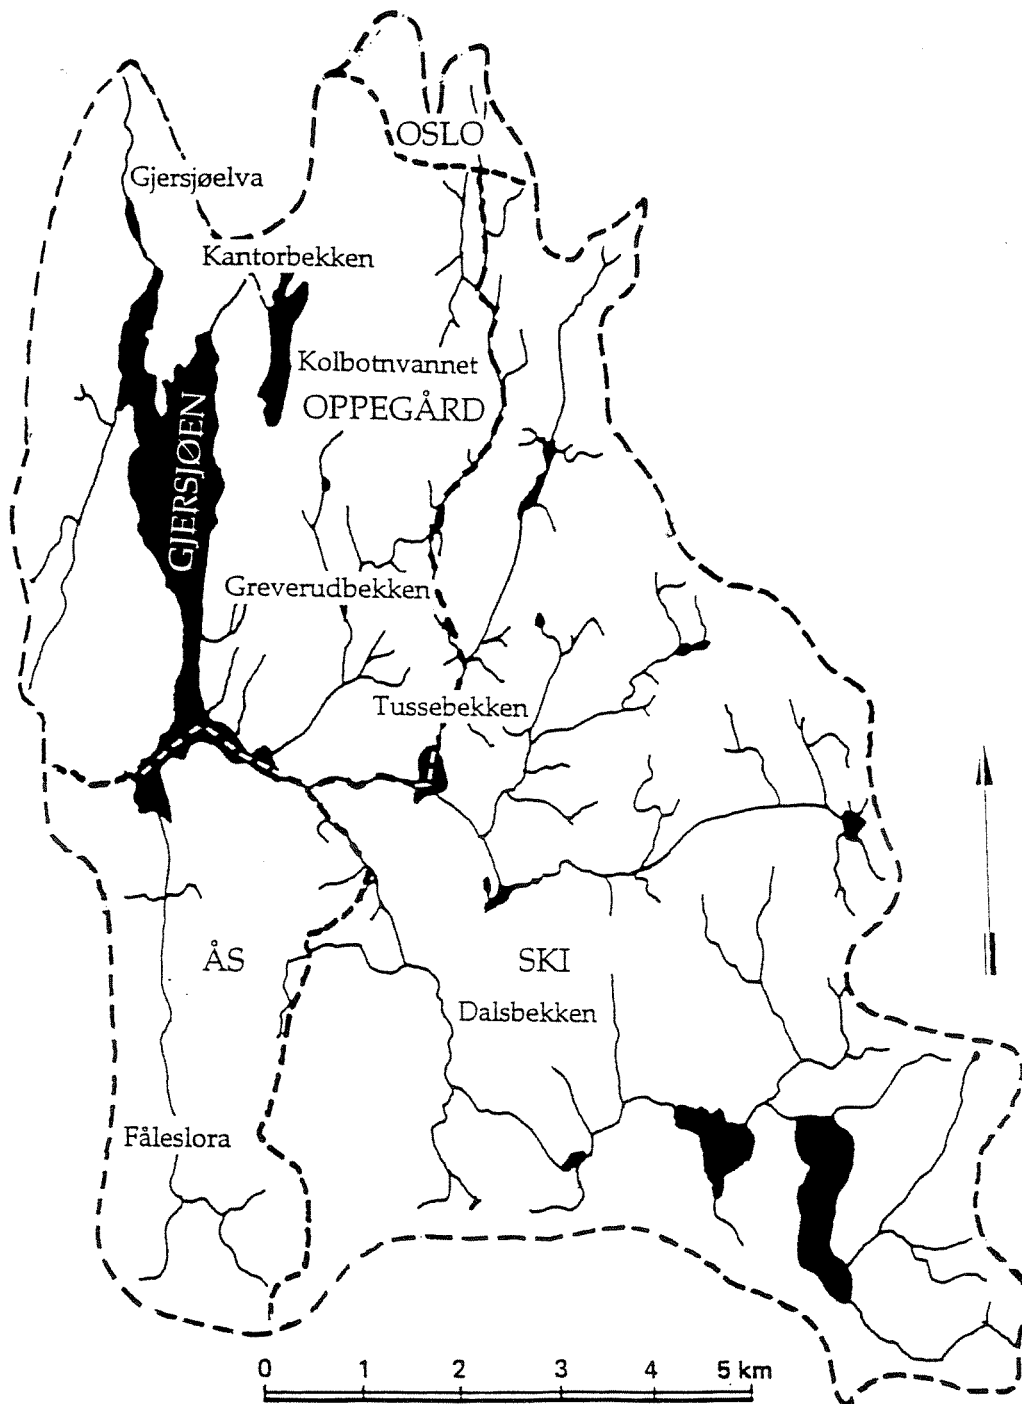 OSLO
Gjersjøelva
Kantorbekken
Kolbotnvannet
OPPEGÅRD
GJERSJØEN
Greverudbekken
Tussebekken
ÅS
SKI
Dalsbekken
Fåleslora
0 1 2 3 4 5 km